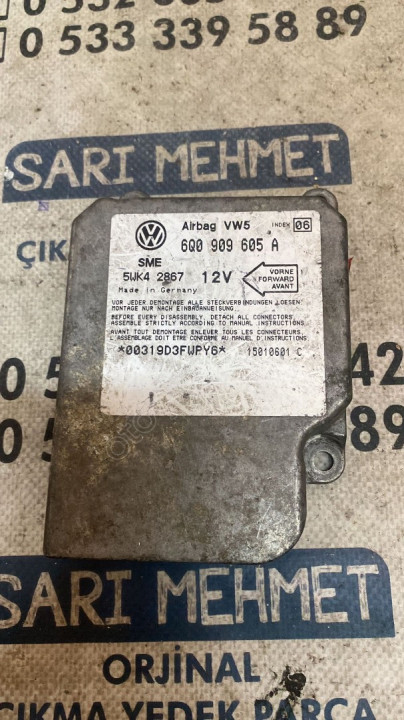 0 533 339 58 89
SARI MEHMET
VW
Airbag VW5 INDEX 06
6Q0 909 605 A
SME
5WK4 2867 12V
VORNE
FORWARD
AVANT
Made in Germany
VOR JEDER DEMONTAGE ALLE STECKVERBINDUNGEN LOESEN
MONTAGE NUR NACH EINBAUANWEISUNG
BEFORE EVERY DISASSEMBLY, DETACH ALL CONNECTORS.
ASSEMBLE STRICTLY ACCORDING TO MANUAL INSTRUCTIONS
AVANT TOUT DEMONTAGE ENLEVER TOUS LES CONNECTEURS.
L'ASSEMBLAGE DOIT ÊTRE CONFORME AU MANUEL D'INSTRUCTIONS
*00319D3FWPY6* 15010601 C
SARI MEHMET
ORJİNAL
ÇIKMA YEDEK PARÇA